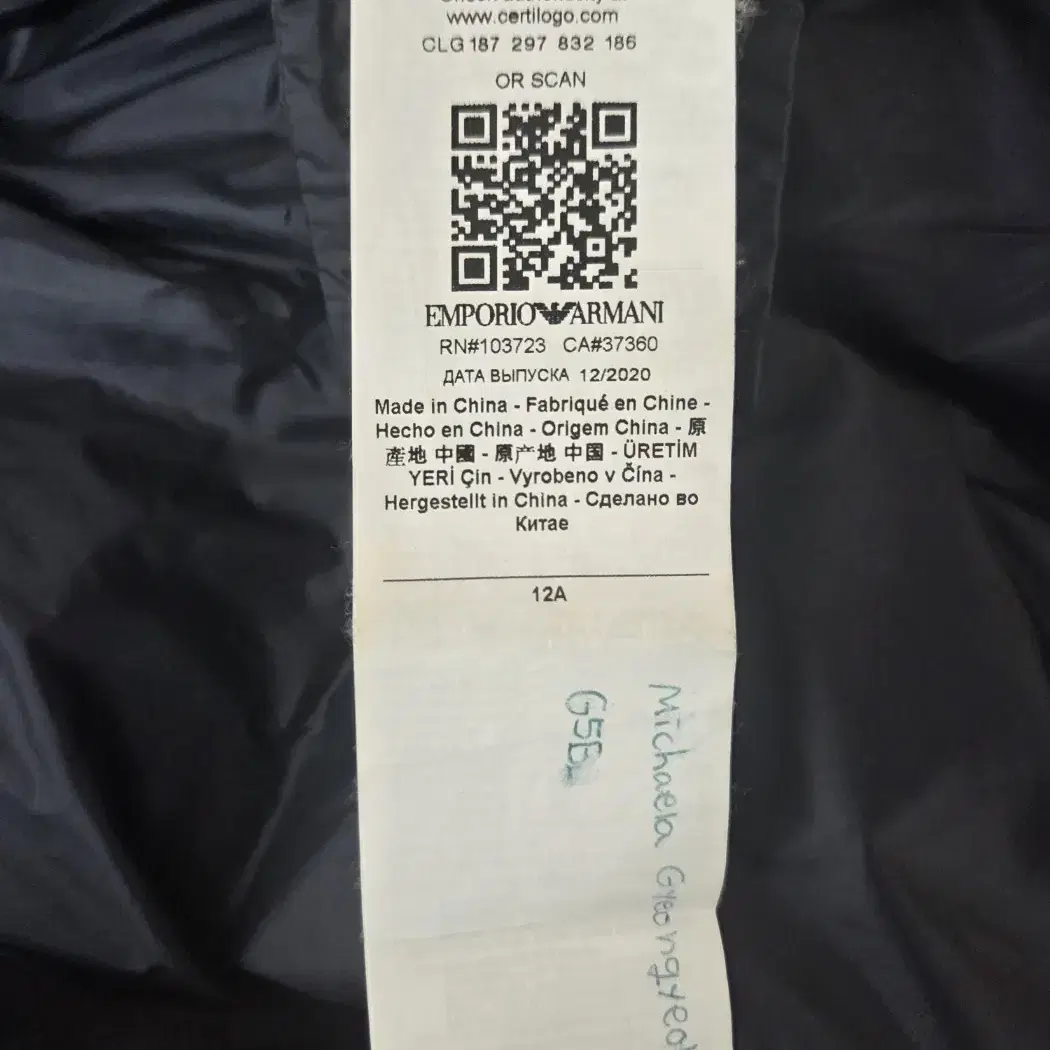 www.certilogo.com
CLG 187 297 832 186
OR SCAN
EMPORIO ARMANI
RN#103723 CA#37360
ДАТА ВЫПУСКА 12/2020
Made in China - Fabriqué en Chine -
Hecho en China - Origem China - 原
產地 中國 - 原产地 中国 - ÜRETİM
YERİ Çin - Vyrobeno v Čína -
Hergestellt in China - Сделано во
Китае
12A
Michaela
G5B